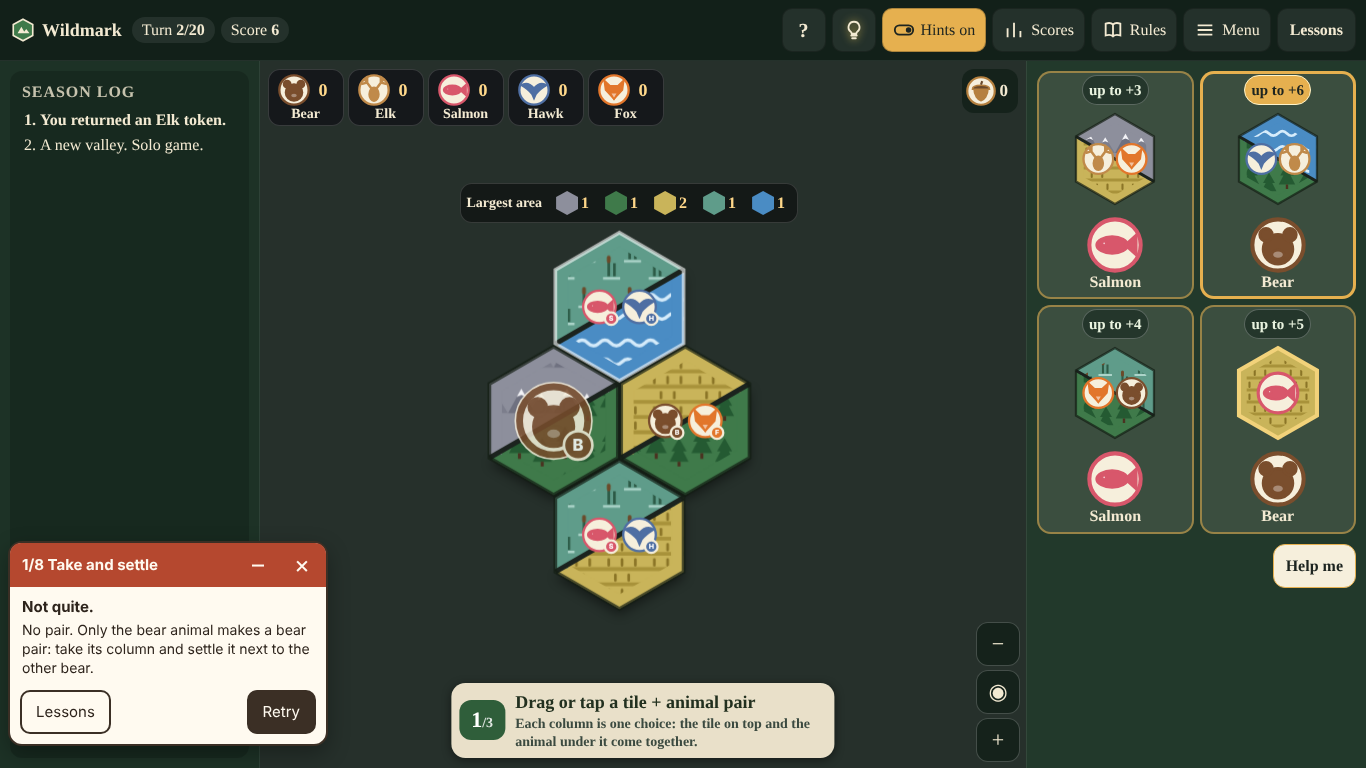 Wildmark
Turn 2/20
Score 6
?
Hints on
Scores
Rules
Menu
Lessons
SEASON LOG
1. You returned an Elk token.
2. A new valley. Solo game.
0
Bear
0
Elk
0
Salmon
0
Hawk
0
Fox
0
Largest area 1 1 2 1 1
B H
B
B F
B H
up to +3
Salmon
up to +6
Bear
up to +4
Salmon
up to +5
Bear
Help me
1/8 Take and settle
Not quite.
No pair. Only the bear animal makes a bear
pair: take its column and settle it next to the
other bear.
Lessons
Retry
1/3
Drag or tap a tile + animal pair
Each column is one choice: the tile on top and the
animal under it come together.
−
+